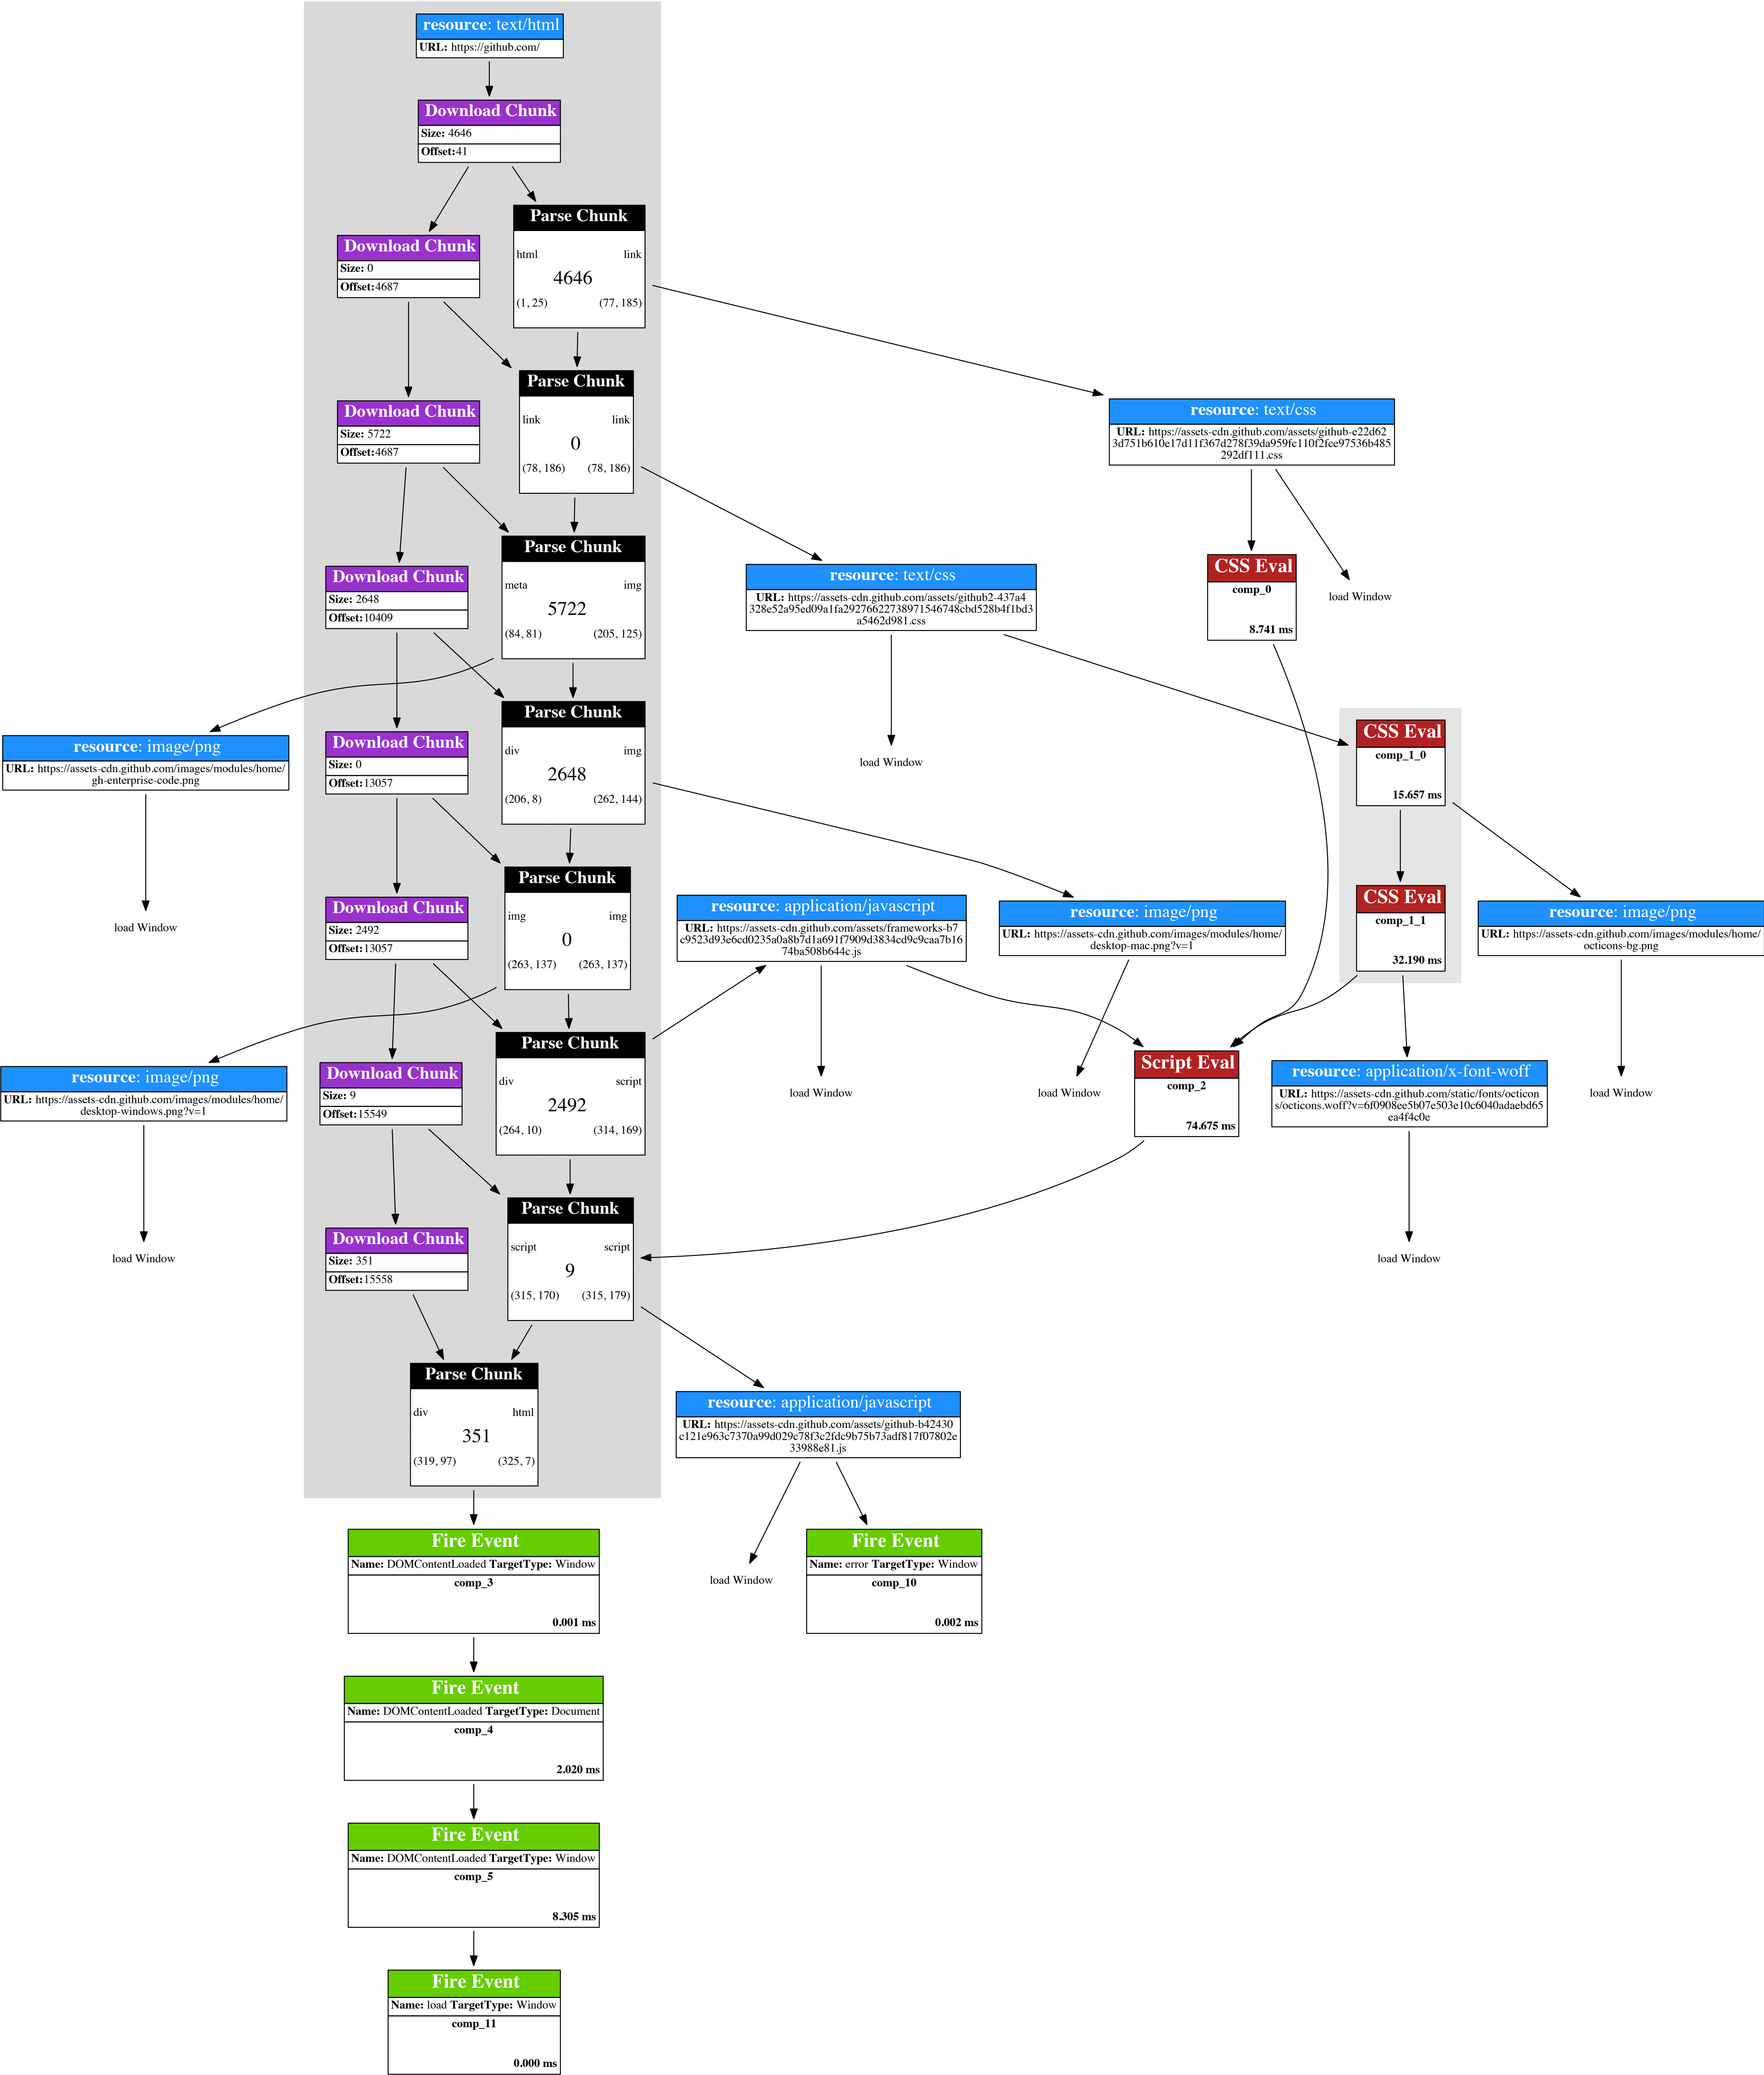 resource: text/html
URL: https://github.com/
Download Chunk
Size: 4646
Offset:41
Parse Chunk
html link
4646
(1, 25) (77, 185)
Download Chunk
Size: 0
Offset:4687
Parse Chunk
link link
0
(78, 186) (78, 186)
Download Chunk
Size: 5722
Offset:4687
resource: text/css
URL: https://assets-cdn.github.com/assets/github-e22d62
3d751b610e17d11f367d278f39da959fc110f2fce97536b485
292df111.css
Parse Chunk
meta img
5722
(84, 81) (205, 125)
Download Chunk
Size: 2648
Offset:10409
resource: text/css
URL: https://assets-cdn.github.com/assets/github2-437a4
328e52a95ed09a1fa29276622738971546748cbd528b4f1bd3
a5462d981.css
CSS Eval
comp_0
8.741 ms
load Window
Parse Chunk
div img
2648
(206, 8) (262, 144)
resource: image/png
URL: https://assets-cdn.github.com/images/modules/home/
gh-enterprise-code.png
Download Chunk
Size: 0
Offset:13057
load Window
CSS Eval
comp_1_0
15.657 ms
Parse Chunk
img img
0
(263, 137) (263, 137)
load Window
Download Chunk
Size: 2492
Offset:13057
resource: application/javascript
URL: https://assets-cdn.github.com/assets/frameworks-b7
c9523d93e6cd0235a0a8b7d1a691f7909d3834cd9c9caa7b16
74ba508b644c.js
resource: image/png
URL: https://assets-cdn.github.com/images/modules/home/
desktop-mac.png?v=1
CSS Eval
comp_1_1
32.190 ms
resource: image/png
URL: https://assets-cdn.github.com/images/modules/home/
octicons-bg.png
Parse Chunk
div script
2492
(264, 10) (314, 169)
resource: image/png
URL: https://assets-cdn.github.com/images/modules/home/
desktop-windows.png?v=1
Download Chunk
Size: 9
Offset:15549
load Window
load Window
Script Eval
comp_2
74.675 ms
resource: application/x-font-woff
URL: https://assets-cdn.github.com/static/fonts/octicon
s/octicons.woff?v=6f0908ee5b07e503e10c6040adaebd65
ea4f4c0e
load Window
Parse Chunk
script script
9
(315, 170) (315, 179)
load Window
Download Chunk
Size: 351
Offset:15558
load Window
Parse Chunk
div html
351
(319, 97) (325, 7)
resource: application/javascript
URL: https://assets-cdn.github.com/assets/github-b42430
c121e963c7370a99d029c78f3c2fdc9b75b73adf817f07802e
33988e81.js
Fire Event
Name: DOMContentLoaded TargetType: Window
comp_3
0.001 ms
load Window
Fire Event
Name: error TargetType: Window
comp_10
0.002 ms
Fire Event
Name: DOMContentLoaded TargetType: Document
comp_4
2.020 ms
Fire Event
Name: DOMContentLoaded TargetType: Window
comp_5
8.305 ms
Fire Event
Name: load TargetType: Window
comp_11
0.000 ms